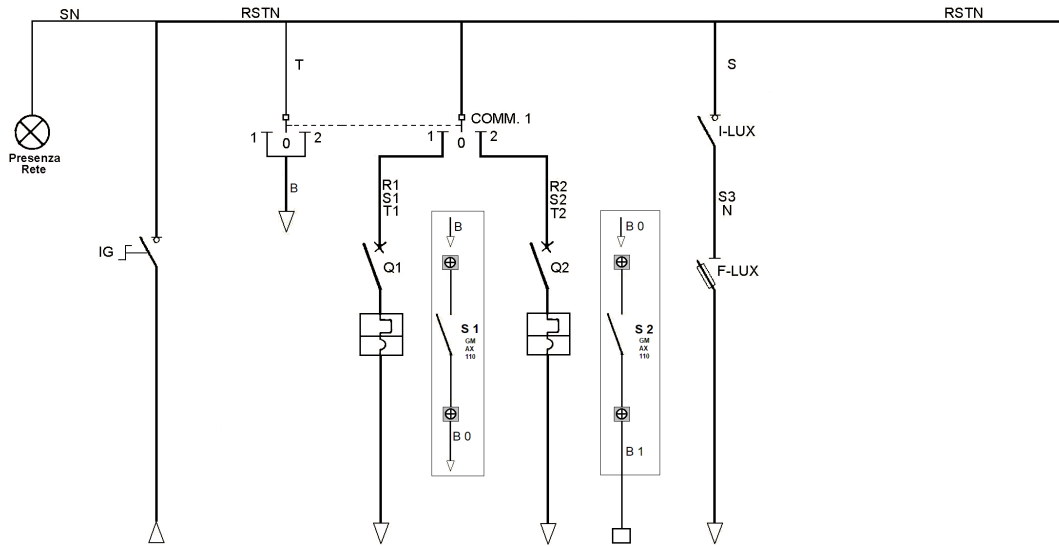 SN
RSTN
RSTN
T
S
COMM. 1
1
0
2
1
0
2
I-LUX
Presenza
Rete
B
R1
S1
T1
R2
S2
T2
S3
N
B
B 0
IG
Q1
Q2
F-LUX
S 1
GM
AX
110
S 2
GM
AX
110
B 0
B 1